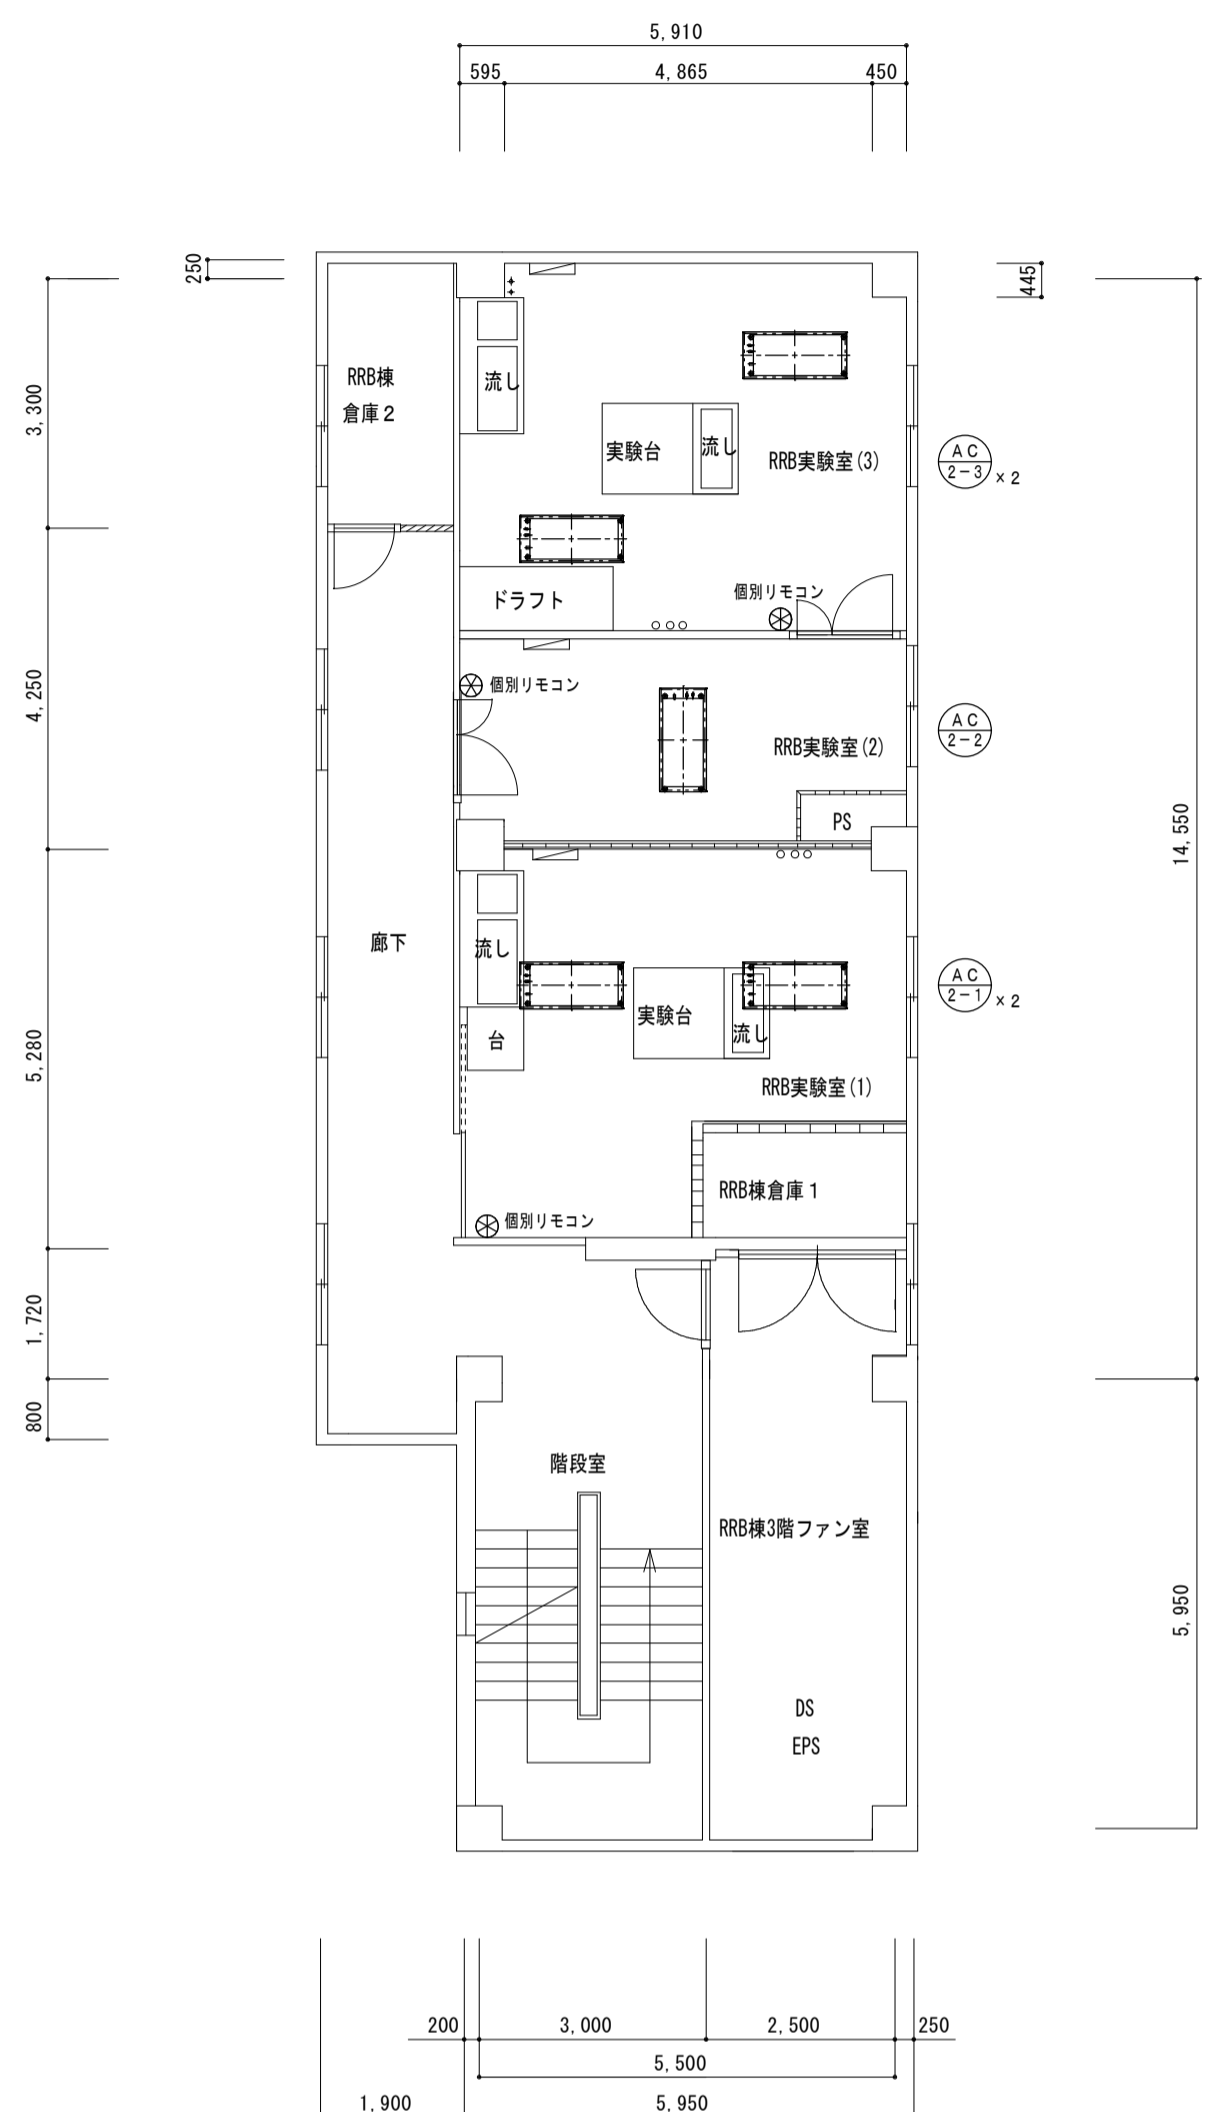 5,910
595
4,865
450
250
445
3,300
RRB棟
倉庫2
流し
実験台
流し
RRB実験室(3)
AC
2-3
×2
ドラフト
個別リモコン
4,250
個別リモコン
RRB実験室(2)
AC
2-2
PS
14,550
廊下
流し
実験台
流し
AC
2-1
×2
台
5,280
RRB実験室(1)
RRB棟倉庫1
個別リモコン
1,720
800
階段室
RRB棟3階ファン室
5,950
DS
EPS
200
3,000
2,500
250
5,500
1,900
5,950